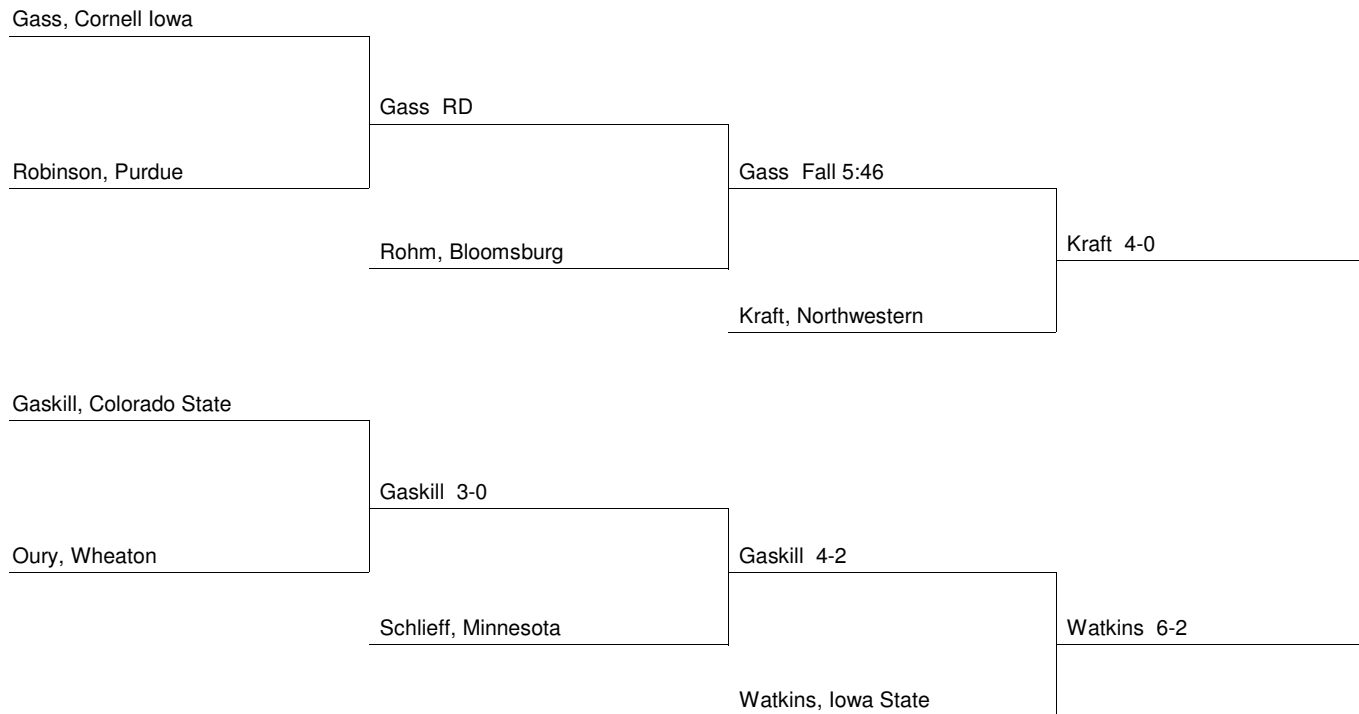 Gass, Cornell Iowa
Gass  RD
Robinson, Purdue
Gass  Fall 5:46
Rohm, Bloomsburg
Kraft  4-0
Kraft, Northwestern
Gaskill, Colorado State
Gaskill  3-0
Oury, Wheaton
Gaskill  4-2
Schlieff, Minnesota
Watkins  6-2
Watkins, Iowa State